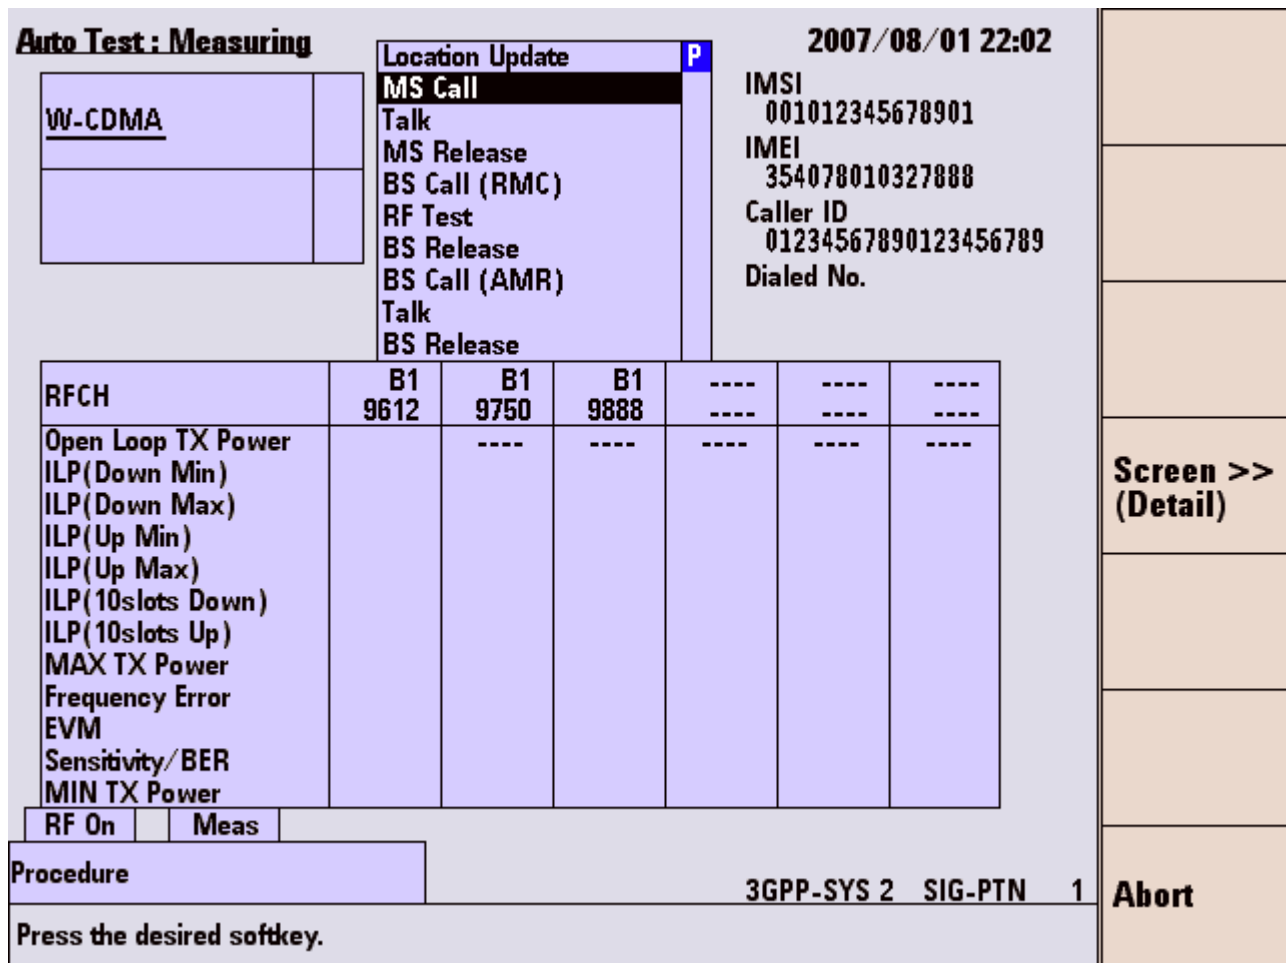 Auto Test : Measuring
2007/08/01 22:02
W-CDMA
Location Update P
MS Call
Talk
MS Release
BS Call (RMC)
RF Test
BS Release
BS Call (AMR)
Talk
BS Release
IMSI
001012345678901
IMEI
354078010327888
Caller ID
01234567890123456789
Dialed No.
RFCH B1 B1 B1 ---- ---- ----
9612 9750 9888 ---- ---- ----
Open Loop TX Power ---- ---- ---- ---- ----
ILP(Down Min)
ILP(Down Max)
ILP(Up Min)
ILP(Up Max)
ILP(10slots Down)
ILP(10slots Up)
MAX TX Power
Frequency Error
EVM
Sensitivity/BER
MIN TX Power
RF On Meas
Procedure
3GPP-SYS 2 SIG-PTN 1
Press the desired softkey.
Screen >>
(Detail)
Abort